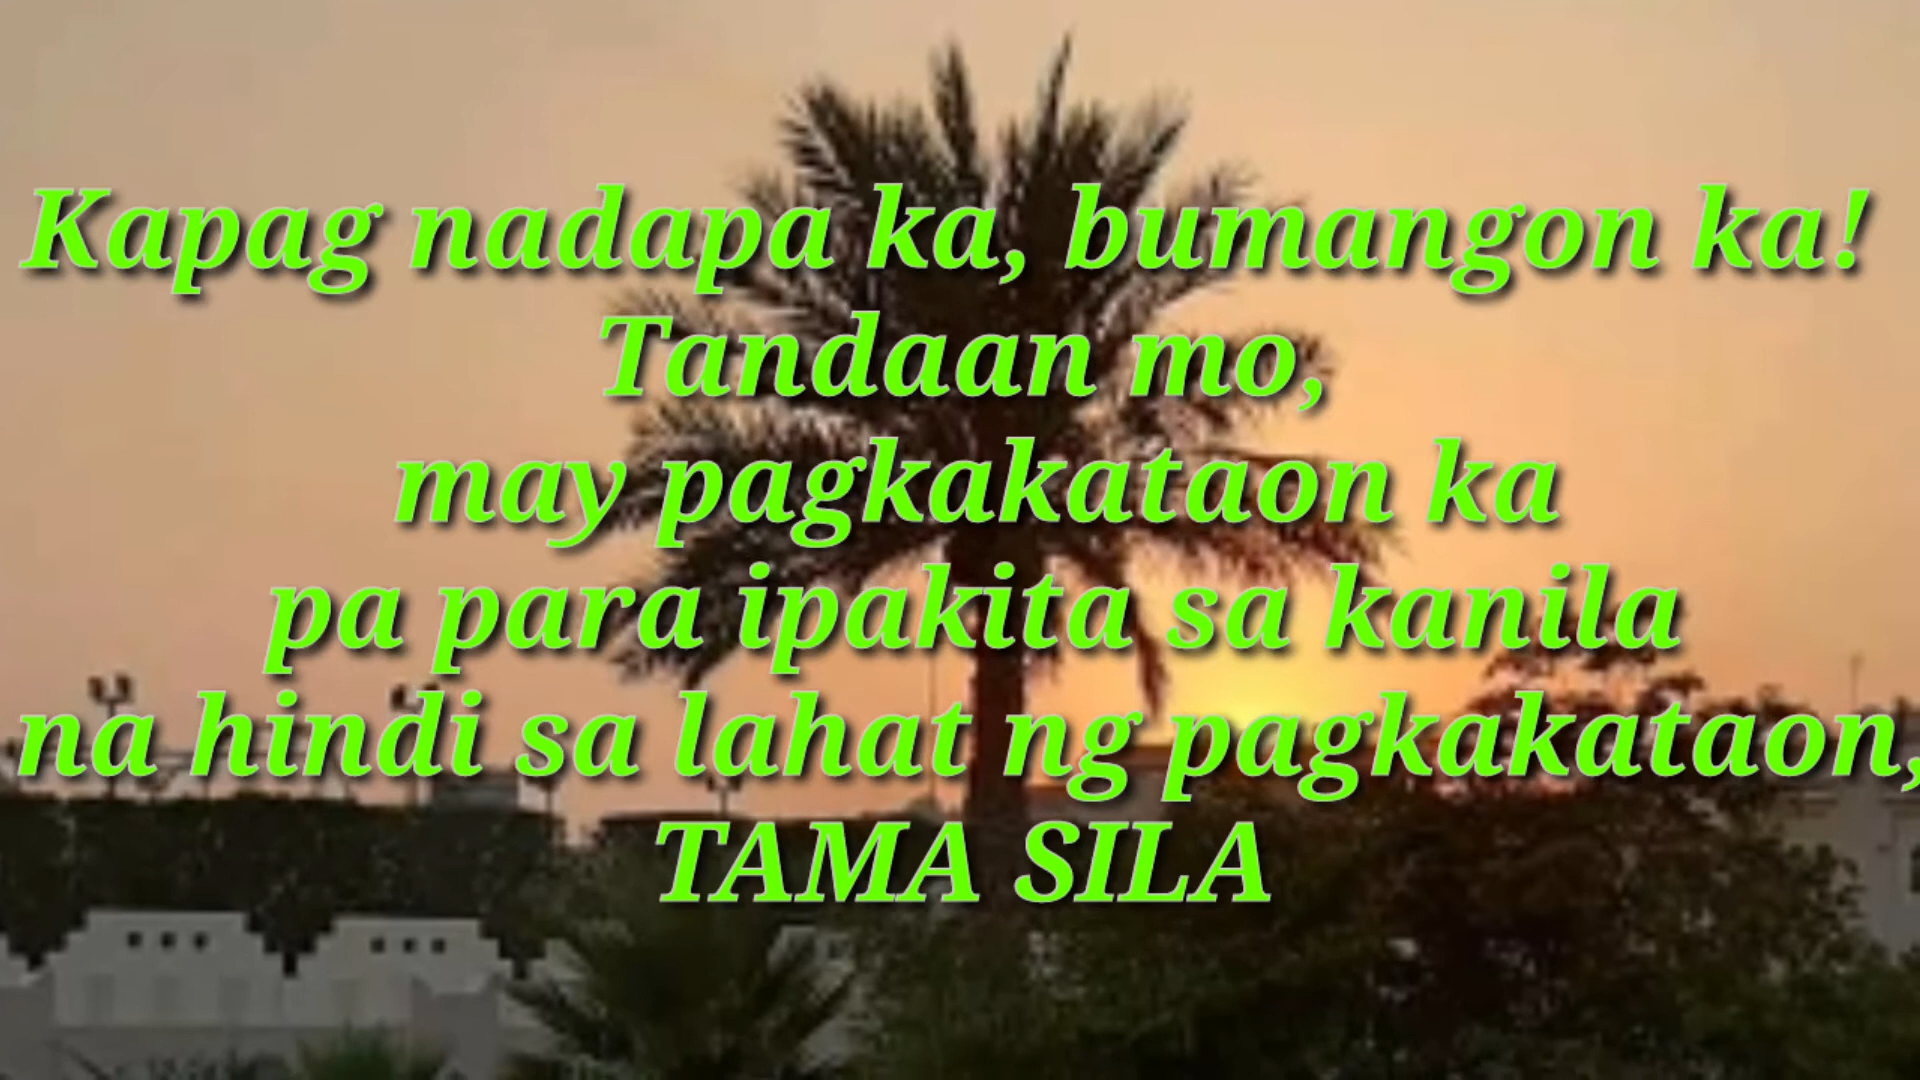 Kapag nadapa ka, bumangon ka!
Tandaan mo,
may pagkakataon ka
pa para ipakita sa kanila
na hindi sa lahat ng pagkakataon,
TAMA SILA